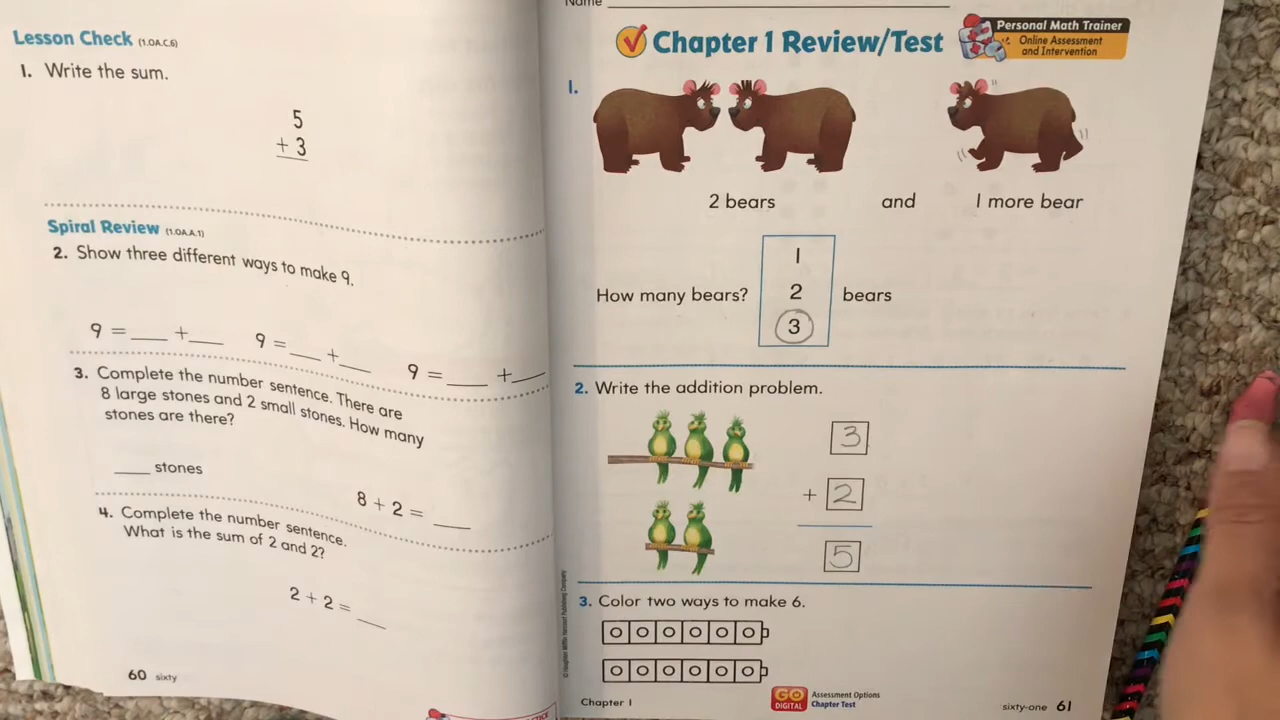 Lesson Check (1.OA.C.6)
1. Write the sum.
5
+ 3
Spiral Review (1.OA.A.1)
2. Show three different ways to make 9.
9 = ___ + ___ 9 = ___ + ___ 9 = ___ + ___
3. Complete the number sentence. There are
8 large stones and 2 small stones. How many
stones are there?
___ stones
8 + 2 = ___
4. Complete the number sentence.
What is the sum of 2 and 2?
2 + 2 = ___
60 sixty
Name
Chapter 1 Review/Test
Personal Math Trainer
Online Assessment
and Intervention
1.
2 bears and 1 more bear
1
How many bears? 2 bears
3
2. Write the addition problem.
3
+ 2
5
3. Color two ways to make 6.
© Houghton Mifflin Harcourt Publishing Company
Chapter 1
GO
DIGITAL
Assessment Options
Chapter Test
sixty-one 61